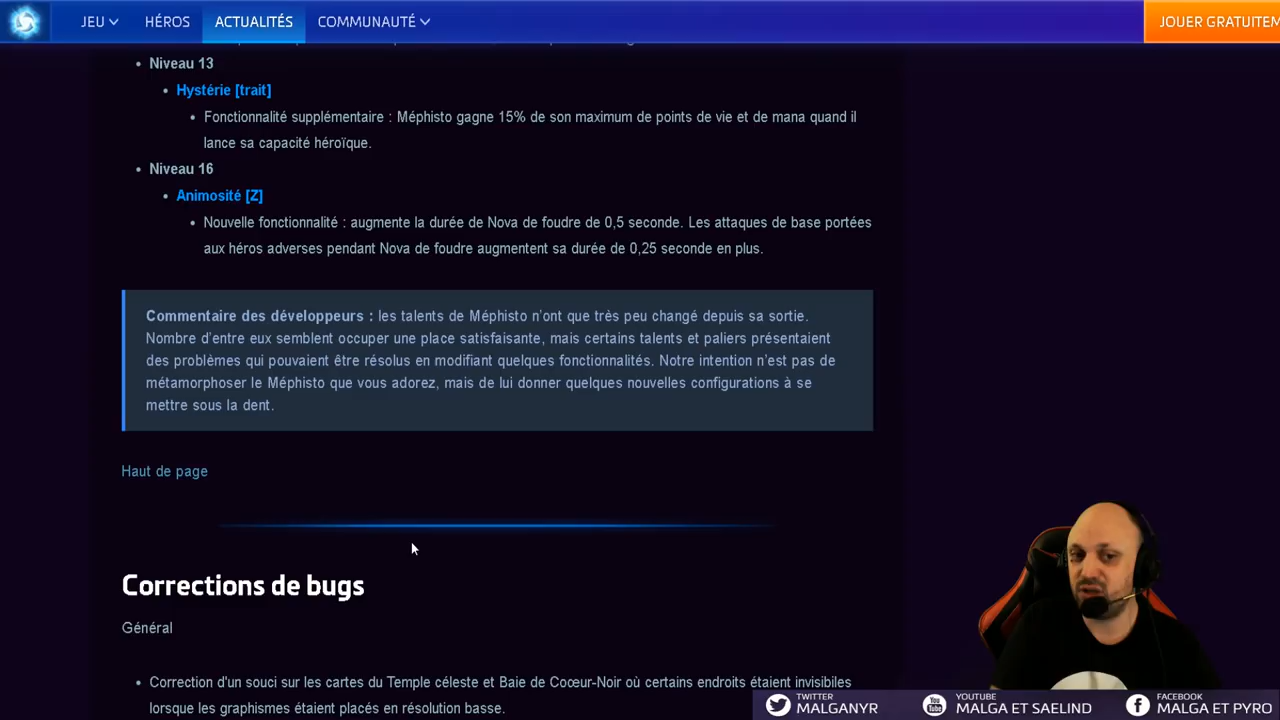 JEU HÉROS ACTUALITÉS COMMUNAUTÉ JOUER GRATUITEM
• Niveau 13
• Hystérie [trait]
• Fonctionnalité supplémentaire : Méphisto gagne 15% de son maximum de points de vie et de mana quand il
lance sa capacité héroïque.
• Niveau 16
• Animosité [Z]
• Nouvelle fonctionnalité : augmente la durée de Nova de foudre de 0,5 seconde. Les attaques de base portées
aux héros adverses pendant Nova de foudre augmentent sa durée de 0,25 seconde en plus.
Commentaire des développeurs : les talents de Méphisto n'ont que très peu changé depuis sa sortie.
Nombre d'entre eux semblent occuper une place satisfaisante, mais certains talents et paliers présentaient
des problèmes qui pouvaient être résolus en modifiant quelques fonctionnalités. Notre intention n'est pas de
métamorphoser le Méphisto que vous adorez, mais de lui donner quelques nouvelles configurations à se
mettre sous la dent.
Haut de page
Corrections de bugs
Général
• Correction d'un souci sur les cartes du Temple céleste et Baie de Cœur-Noir où certains endroits étaient invisibles
lorsque les graphismes étaient placés en résolution basse.
TWITTER
MALGANYR
YOUTUBE
MALGA ET SAELIND
FACEBOOK
MALGA ET PYRO